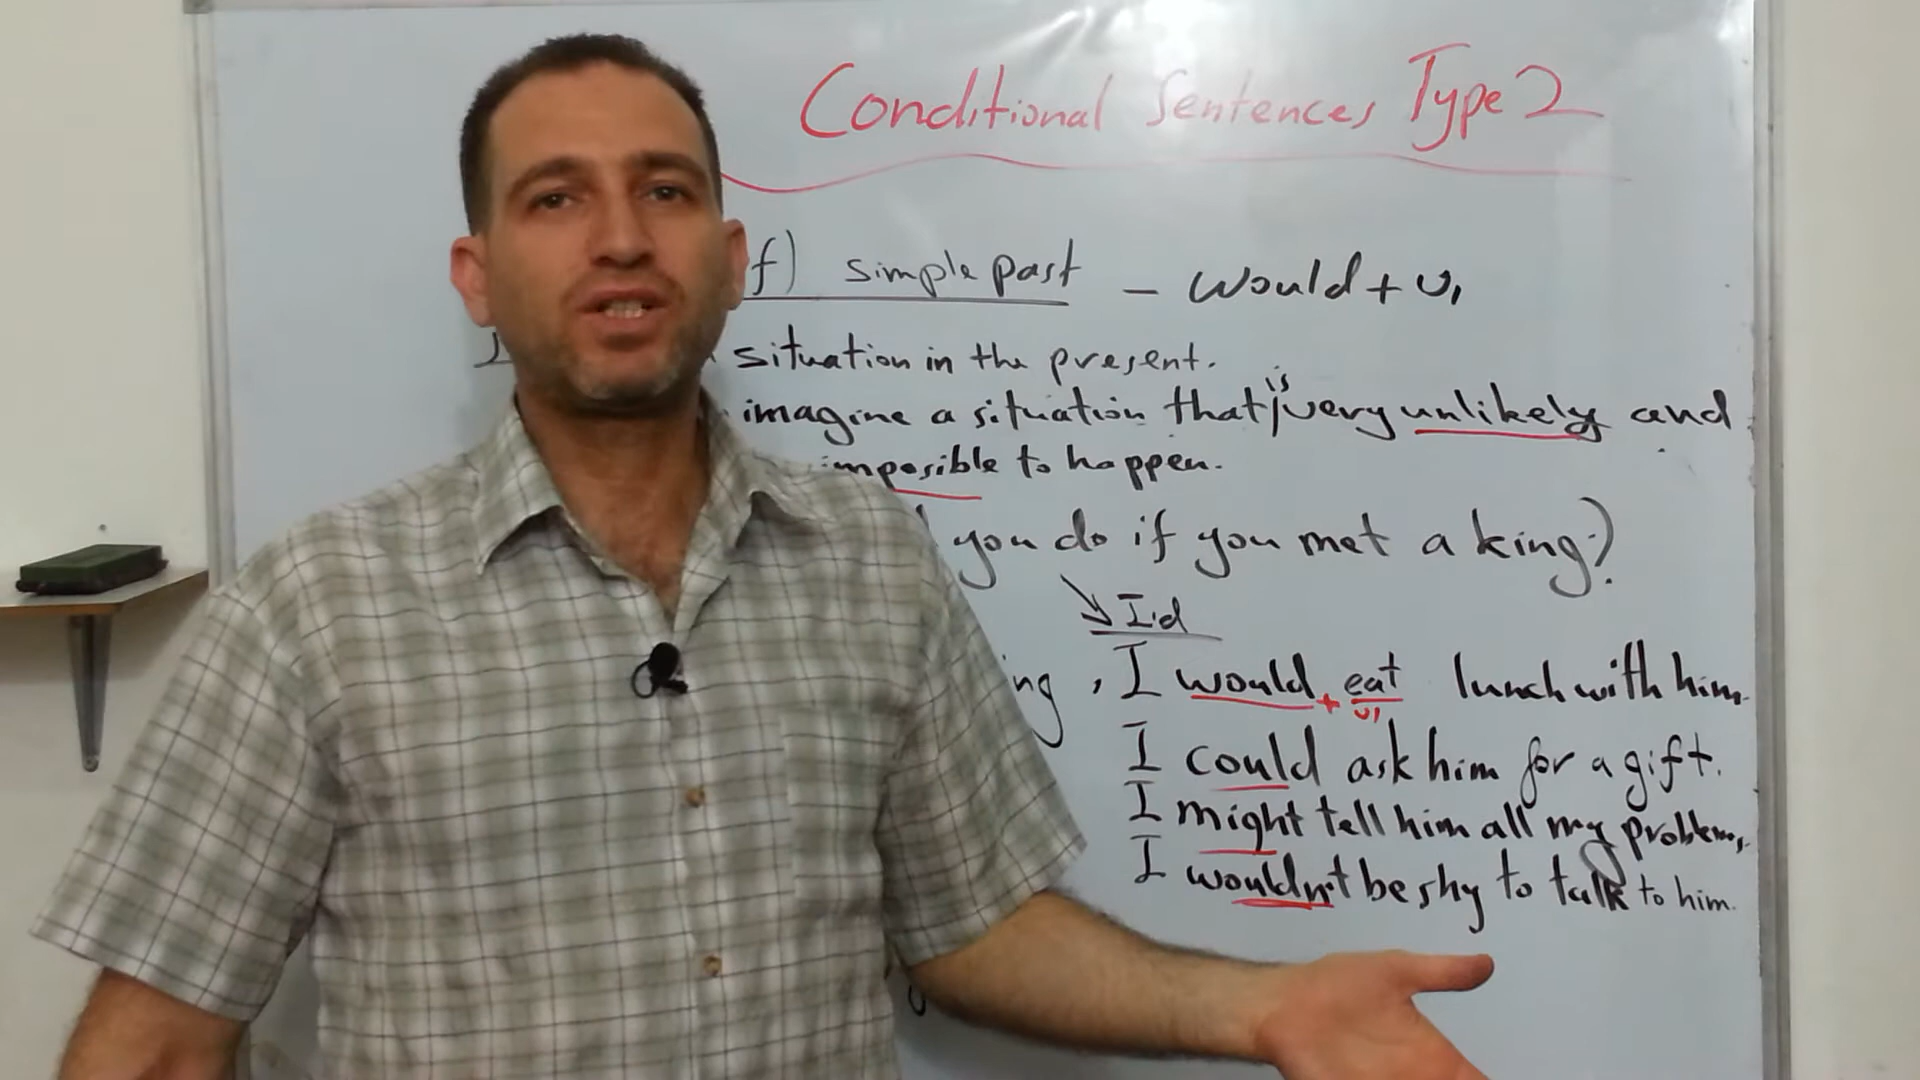 Conditional Sentences Type 2
f) simple past - would + v1
situation in the present.
imagine a situation that is very unlikely and
imposible to happen.
you do if you met a king?
I'd
ing, I would + eat lunch with him.
v1
I could ask him for a gift.
I might tell him all my problems.
I wouldn't be shy to talk to him.